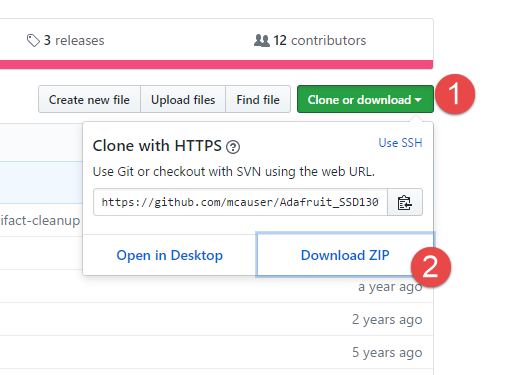 3 releases
12 contributors
Create new file
Upload files
Find file
Clone or download
1
Clone with HTTPS ?
Use SSH
Use Git or checkout with SVN using the web URL.
https://github.com/mcauser/Adafruit_SSD130
ifact-cleanup
Open in Desktop
Download ZIP
2
a year ago
2 years ago
5 years ago